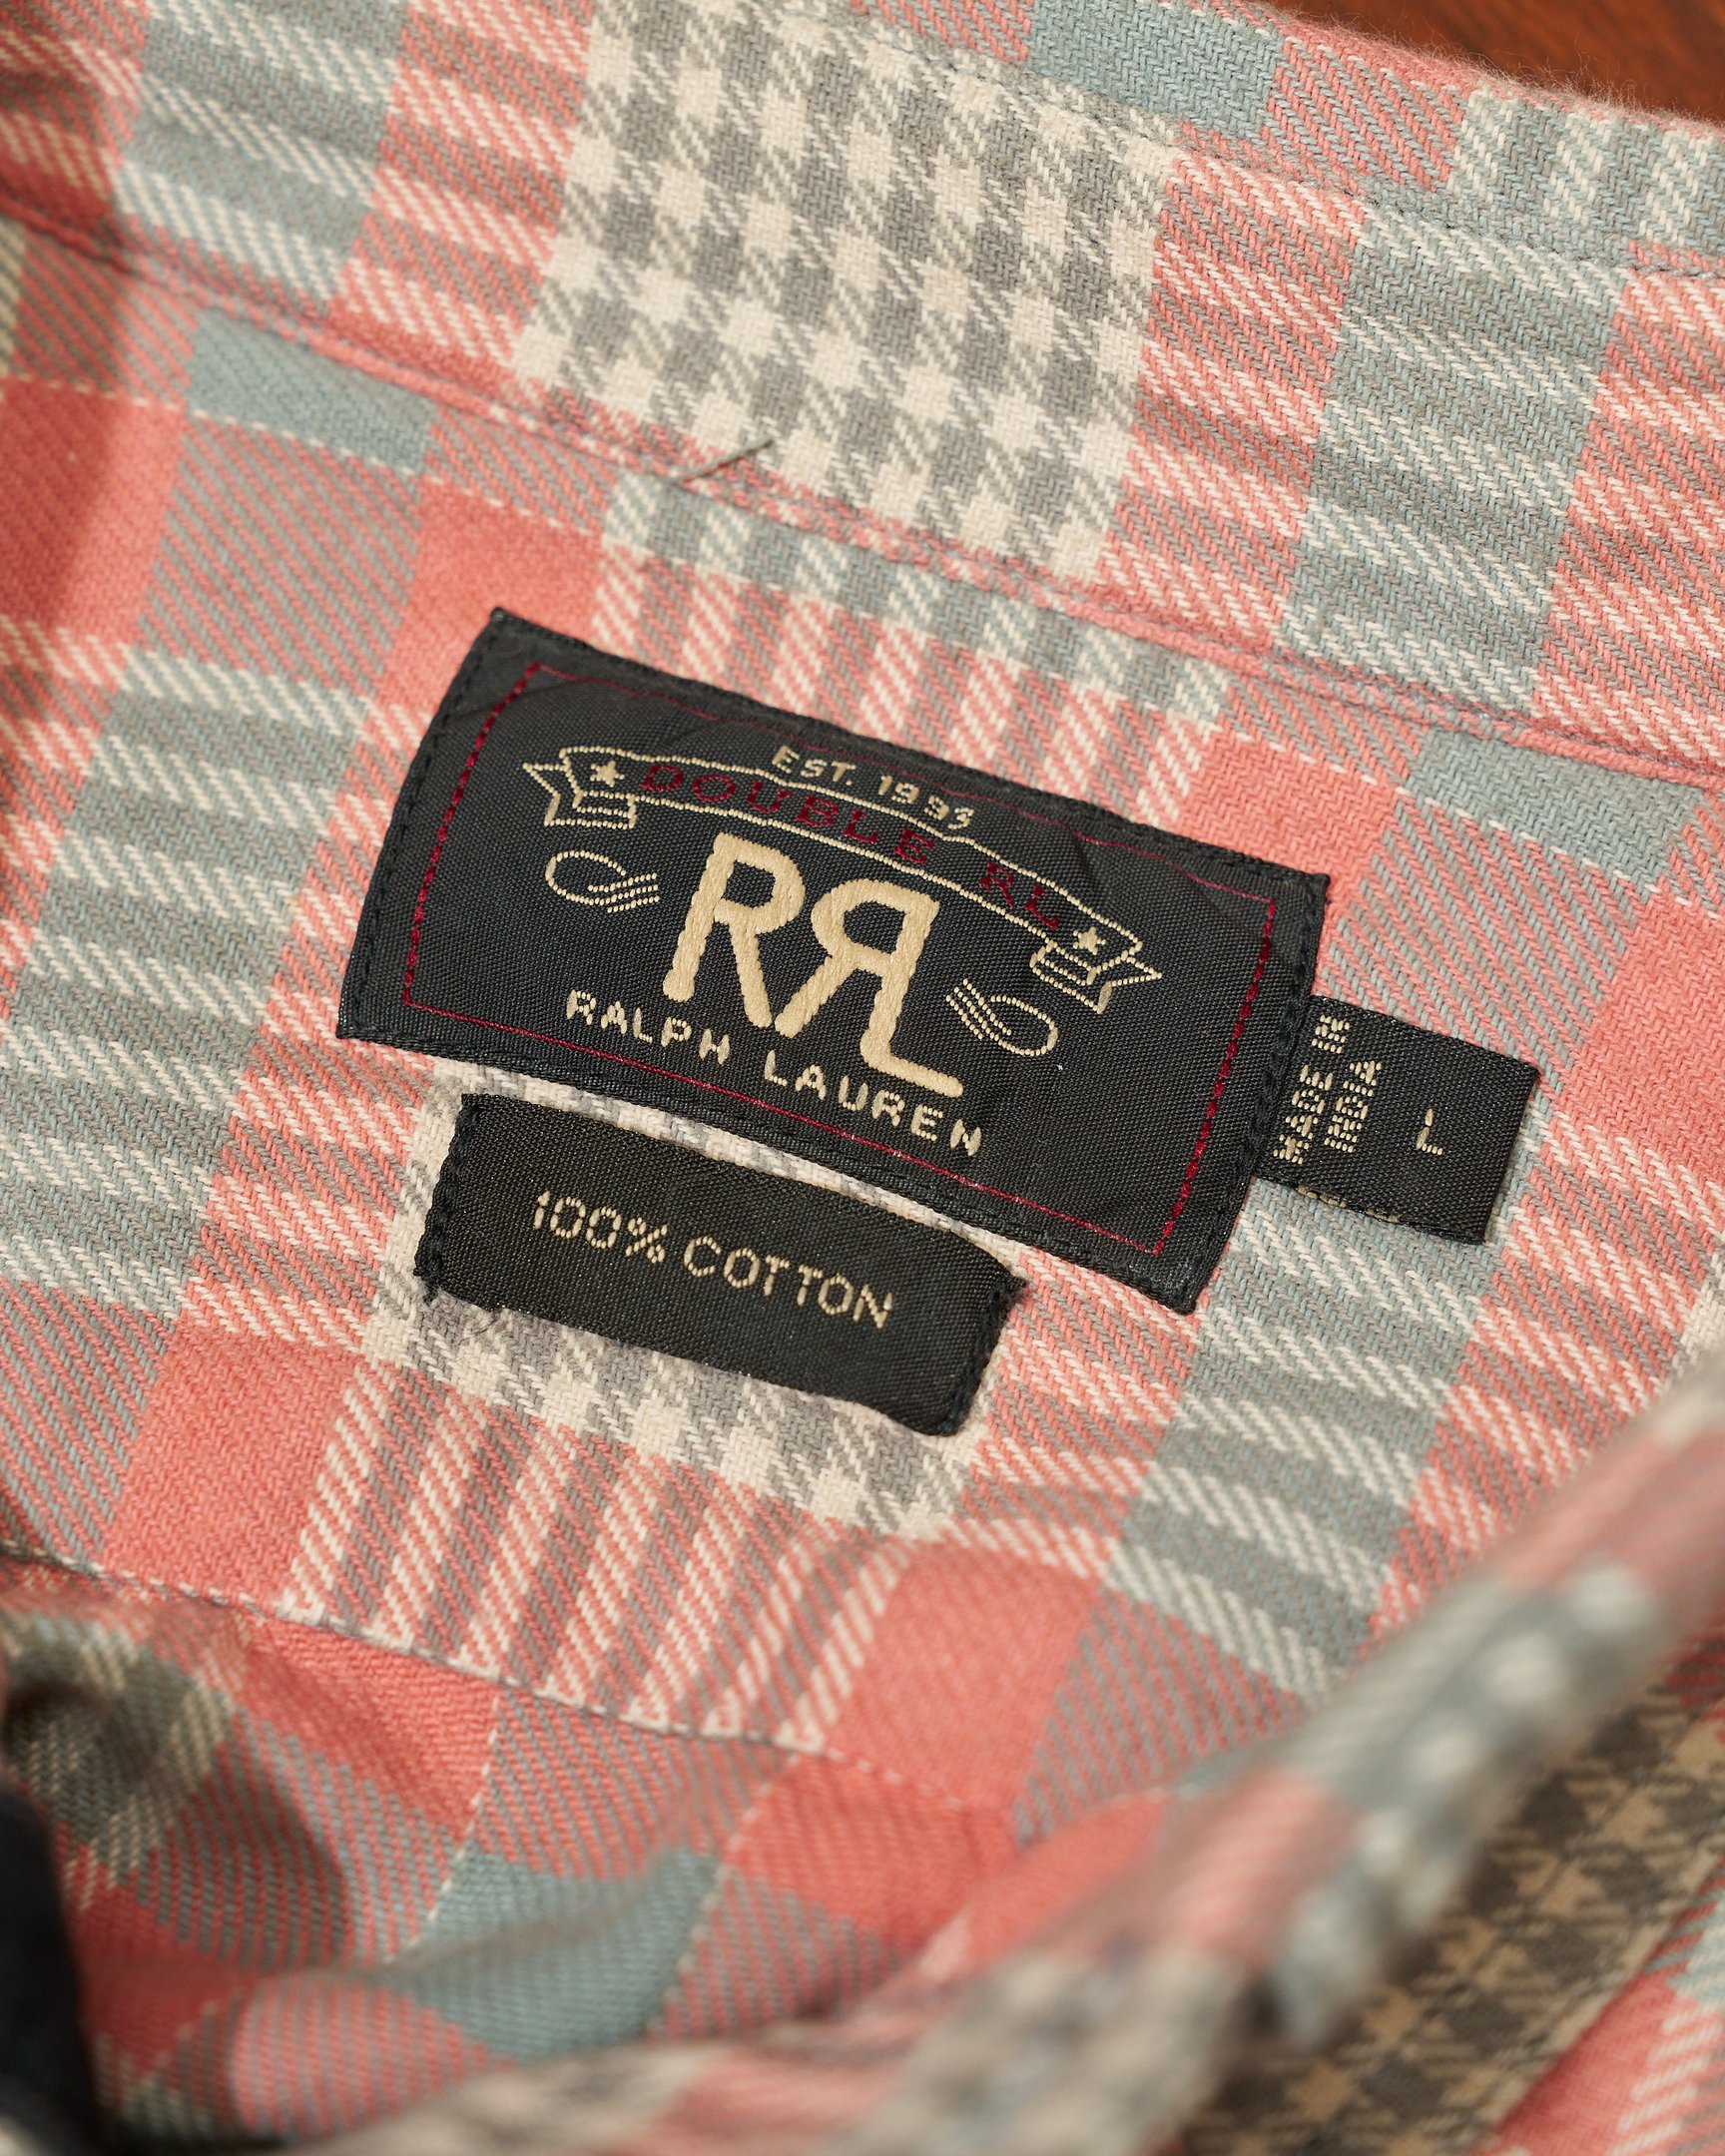 EST. 1993
DOUBLE RL
RRL
RALPH LAUREN
100% COTTON
MADE IN
INDIA
L